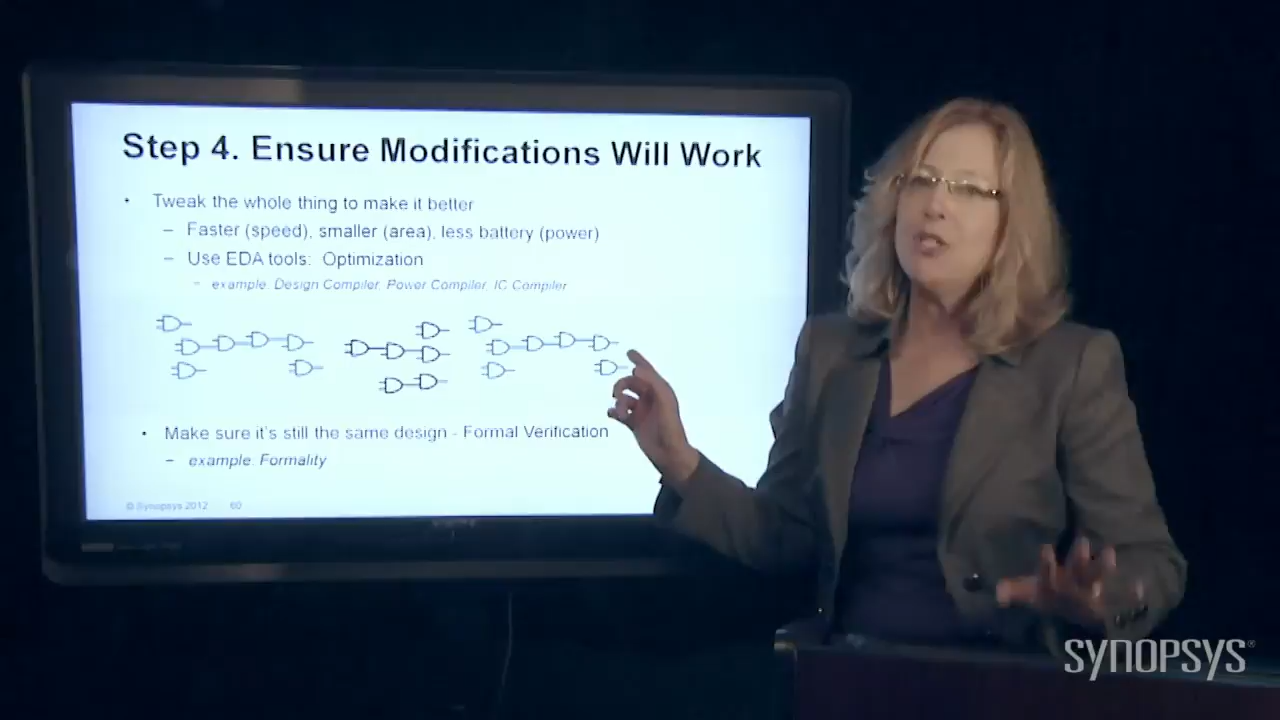 Step 4. Ensure Modifications Will Work
• Tweak the whole thing to make it better
– Faster (speed), smaller (area), less battery (power)
– Use EDA tools: Optimization
– example: Design Compiler, Power Compiler, IC Compiler
• Make sure it's still the same design - Formal Verification
– example: Formality
© Synopsys 2012 60
SYNOPSYS®